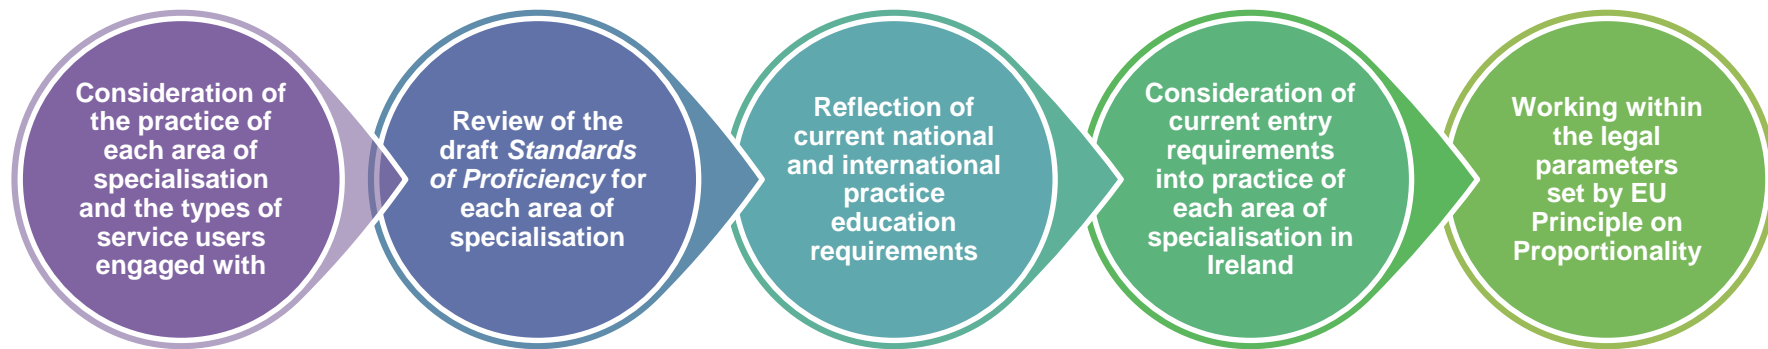 Consideration of
the practice of
each area of
specialisation
and the types of
service users
engaged with
Review of the
draft Standards
of Proficiency for
each area of
specialisation
Reflection of
current national
and international
practice
education
requirements
Consideration of
current entry
requirements
into practice of
each area of
specialisation in
Ireland
Working within
the legal
parameters
set by EU
Principle on
Proportionality